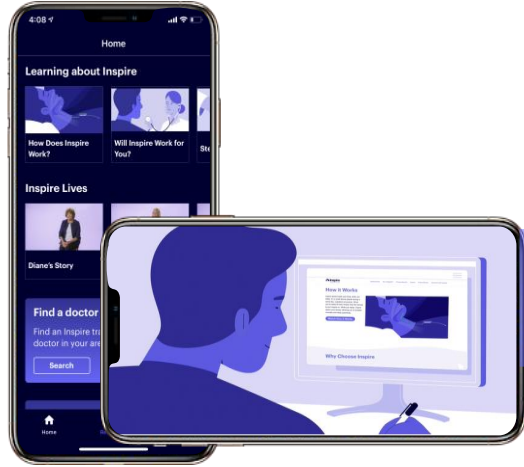 4:08
Home
Learning about Inspire
How Does Inspire
Work?
Will Inspire Work for
You?
Ste
Inspire Lives
Diane's Story
Find a doctor
Find an Inspire tra
doctor in your are
Search
Home
Inspire
How it Works
Why Choose Inspire